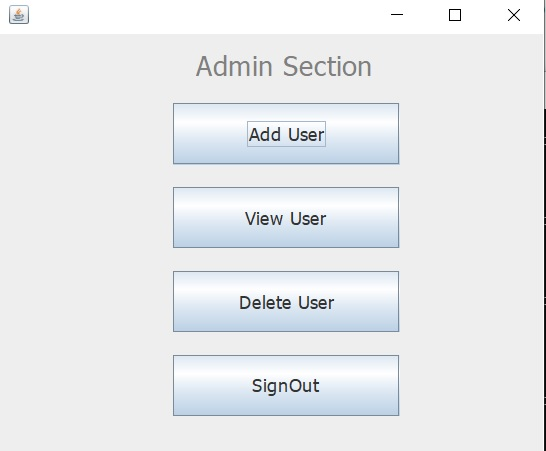 Admin Section
Add User
View User
Delete User
SignOut